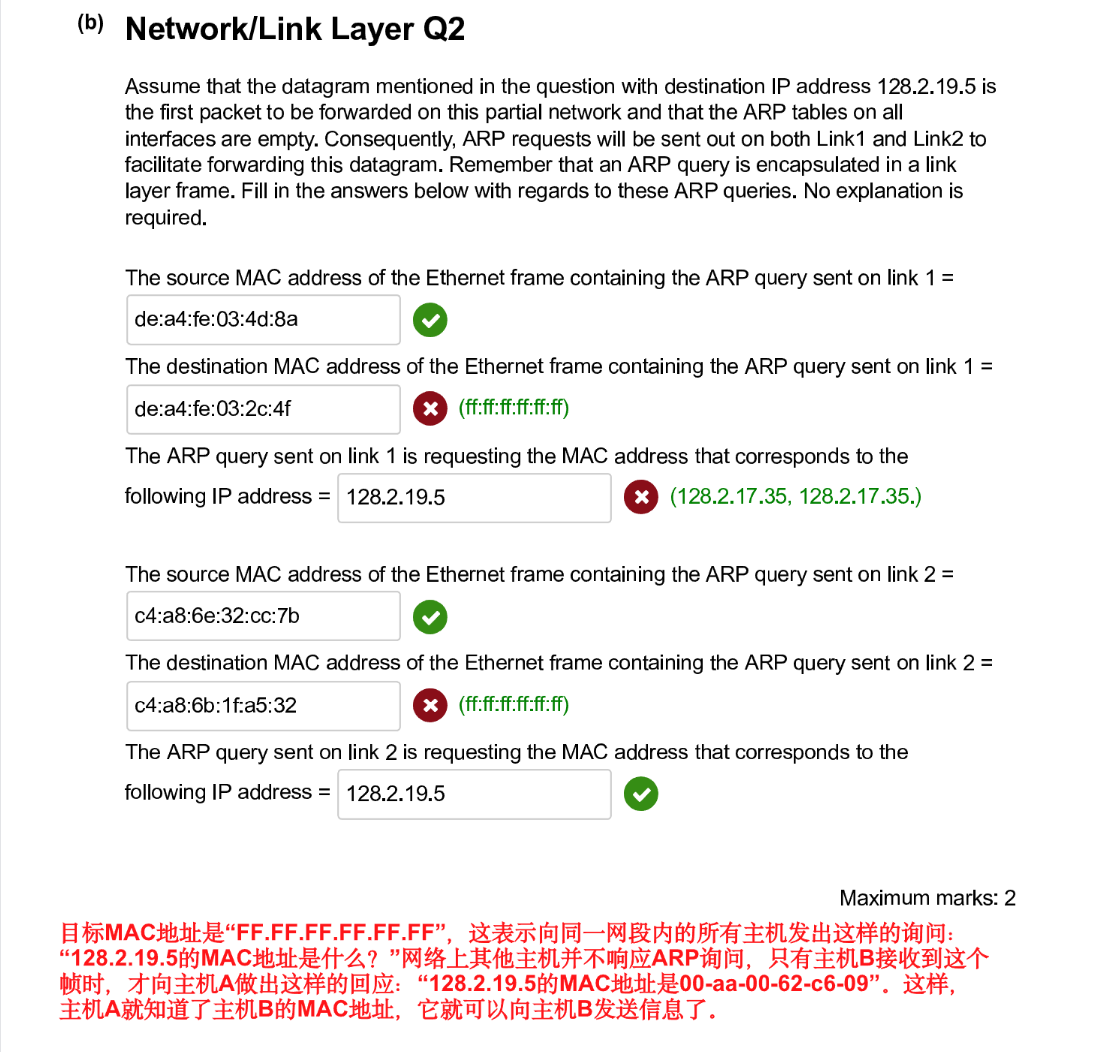 (b) Network/Link Layer Q2
Assume that the datagram mentioned in the question with destination IP address 128.2.19.5 is
the first packet to be forwarded on this partial network and that the ARP tables on all
interfaces are empty. Consequently, ARP requests will be sent out on both Link1 and Link2 to
facilitate forwarding this datagram. Remember that an ARP query is encapsulated in a link
layer frame. Fill in the answers below with regards to these ARP queries. No explanation is
required.
The source MAC address of the Ethernet frame containing the ARP query sent on link 1 =
de:a4:fe:03:4d:8a
The destination MAC address of the Ethernet frame containing the ARP query sent on link 1 =
de:a4:fe:03:2c:4f (ff:ff:ff:ff:ff:ff)
The ARP query sent on link 1 is requesting the MAC address that corresponds to the
following IP address = 128.2.19.5 (128.2.17.35, 128.2.17.35.)
The source MAC address of the Ethernet frame containing the ARP query sent on link 2 =
c4:a8:6e:32:cc:7b
The destination MAC address of the Ethernet frame containing the ARP query sent on link 2 =
c4:a8:6b:1f:a5:32 (ff:ff:ff:ff:ff:ff)
The ARP query sent on link 2 is requesting the MAC address that corresponds to the
following IP address = 128.2.19.5
Maximum marks: 2
目标MAC地址是“FF.FF.FF.FF.FF.FF”，这表示向同一网段内的所有主机发出这样的询问：
“128.2.19.5的MAC地址是什么？”网络上其他主机并不响应ARP询问，只有主机B接收到这个
帧时，才向主机A做出这样的回应：“128.2.19.5的MAC地址是00-aa-00-62-c6-09”。这样，
主机A就知道了主机B的MAC地址，它就可以向主机B发送信息了。